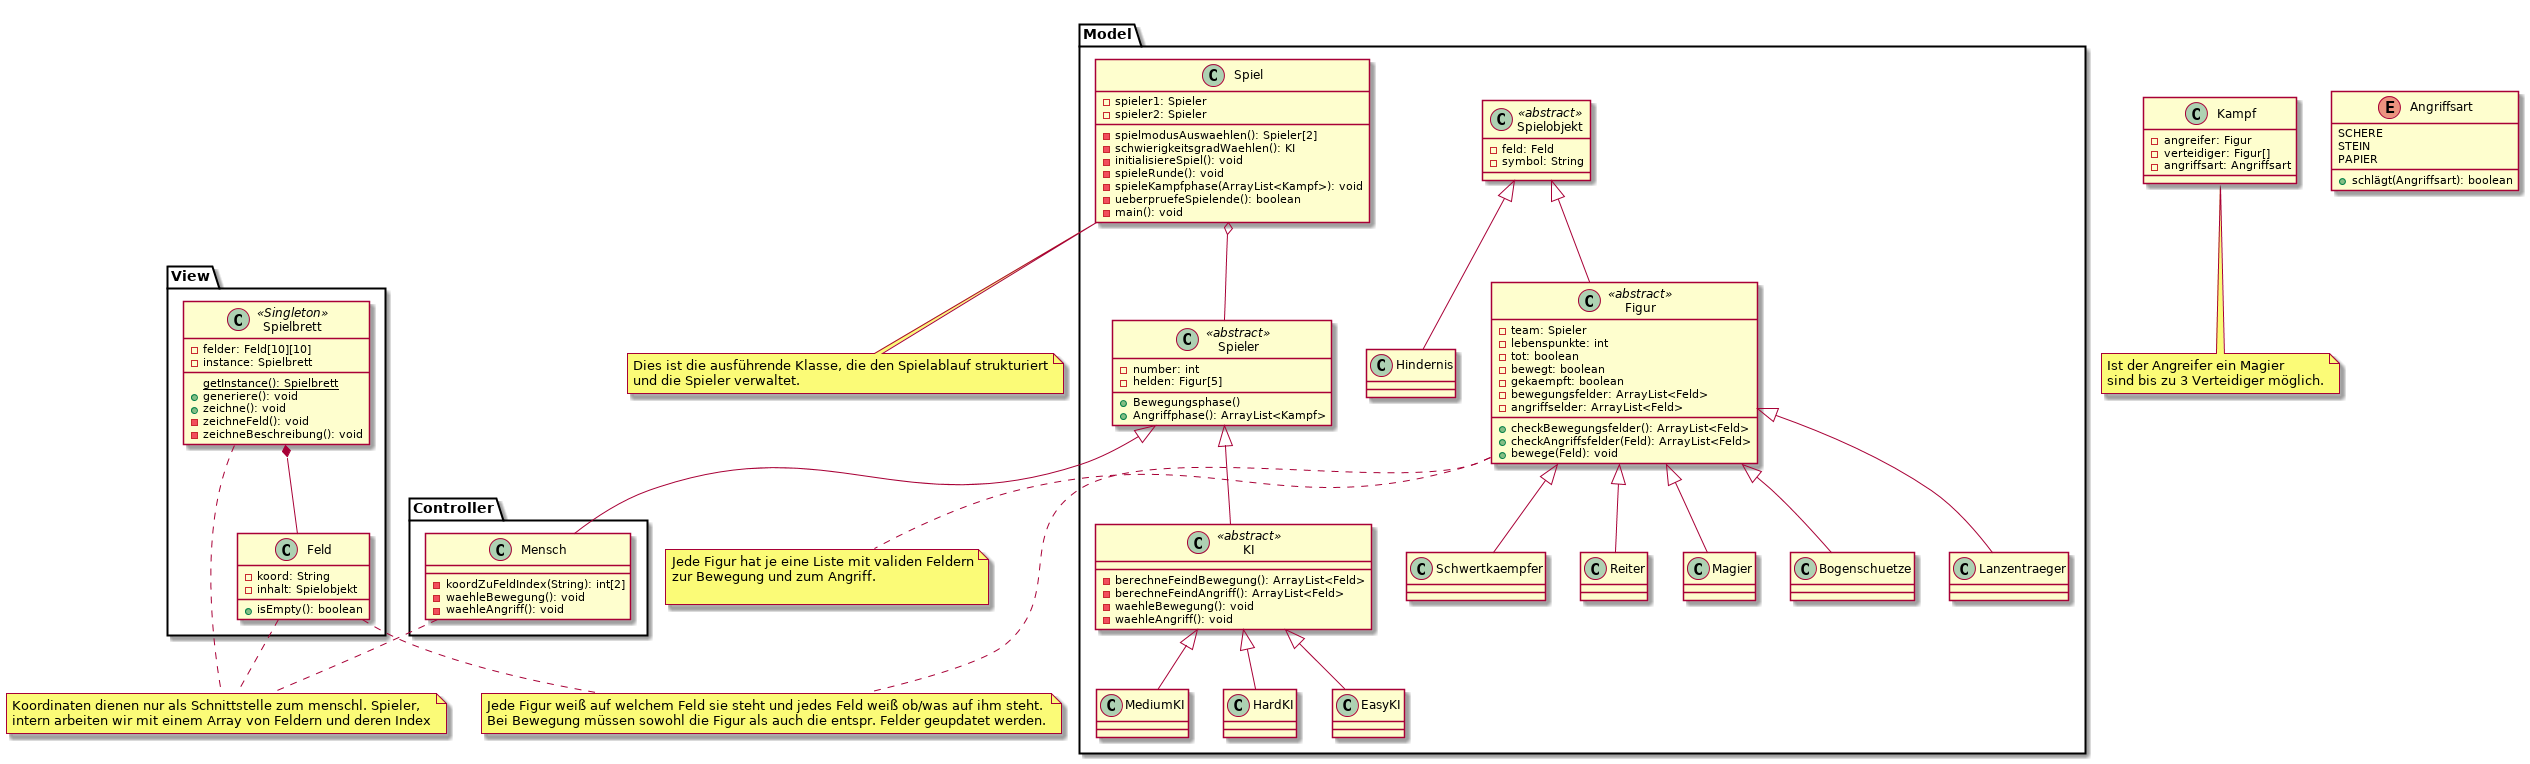 Model
C Spiel
spieler1: Spieler
spieler2: Spieler
spielmodusAuswaehlen(): Spieler[2]
schwierigkeitsgradWaehlen(): KI
initialisiereSpiel(): void
spieleRunde(): void
spieleKampfphase(ArrayList<Kampf>): void
ueberpruefeSpielende(): boolean
main(): void
C «abstract»
Spielobjekt
feld: Feld
symbol: String
C Kampf
angreifer: Figur
verteidiger: Figur[]
angriffsart: Angriffsart
E Angriffsart
SCHERE
STEIN
PAPIER
schlägt(Angriffsart): boolean
View
C «Singleton»
Spielbrett
felder: Feld[10][10]
instance: Spielbrett
getInstance(): Spielbrett
generiere(): void
zeichne(): void
zeichneFeld(): void
zeichneBeschreibung(): void
Dies ist die ausführende Klasse, die den Spielablauf strukturiert
und die Spieler verwaltet.
C «abstract»
Spieler
number: int
helden: Figur[5]
Bewegungsphase()
Angriffphase(): ArrayList<Kampf>
C Hindernis
C «abstract»
Figur
team: Spieler
lebenspunkte: int
tot: boolean
bewegt: boolean
gekaempft: boolean
bewegungsfelder: ArrayList<Feld>
angriffselder: ArrayList<Feld>
checkBewegungsfelder(): ArrayList<Feld>
checkAngriffsfelder(Feld): ArrayList<Feld>
bewege(Feld): void
Ist der Angreifer ein Magier
sind bis zu 3 Verteidiger möglich.
C Feld
koord: String
inhalt: Spielobjekt
isEmpty(): boolean
Controller
C Mensch
koordZuFeldIndex(String): int[2]
waehleBewegung(): void
waehleAngriff(): void
Jede Figur hat je eine Liste mit validen Feldern
zur Bewegung und zum Angriff.
C «abstract»
KI
berechneFeindBewegung(): ArrayList<Feld>
berechneFeindAngriff(): ArrayList<Feld>
waehleBewegung(): void
waehleAngriff(): void
C Schwertkaempfer
C Reiter
C Magier
C Bogenschuetze
C Lanzentraeger
Koordinaten dienen nur als Schnittstelle zum menschl. Spieler,
intern arbeiten wir mit einem Array von Feldern und deren Index
Jede Figur weiß auf welchem Feld sie steht und jedes Feld weiß ob/was auf ihm steht.
Bei Bewegung müssen sowohl die Figur als auch die entspr. Felder geupdatet werden.
C MediumKI
C HardKI
C EasyKI